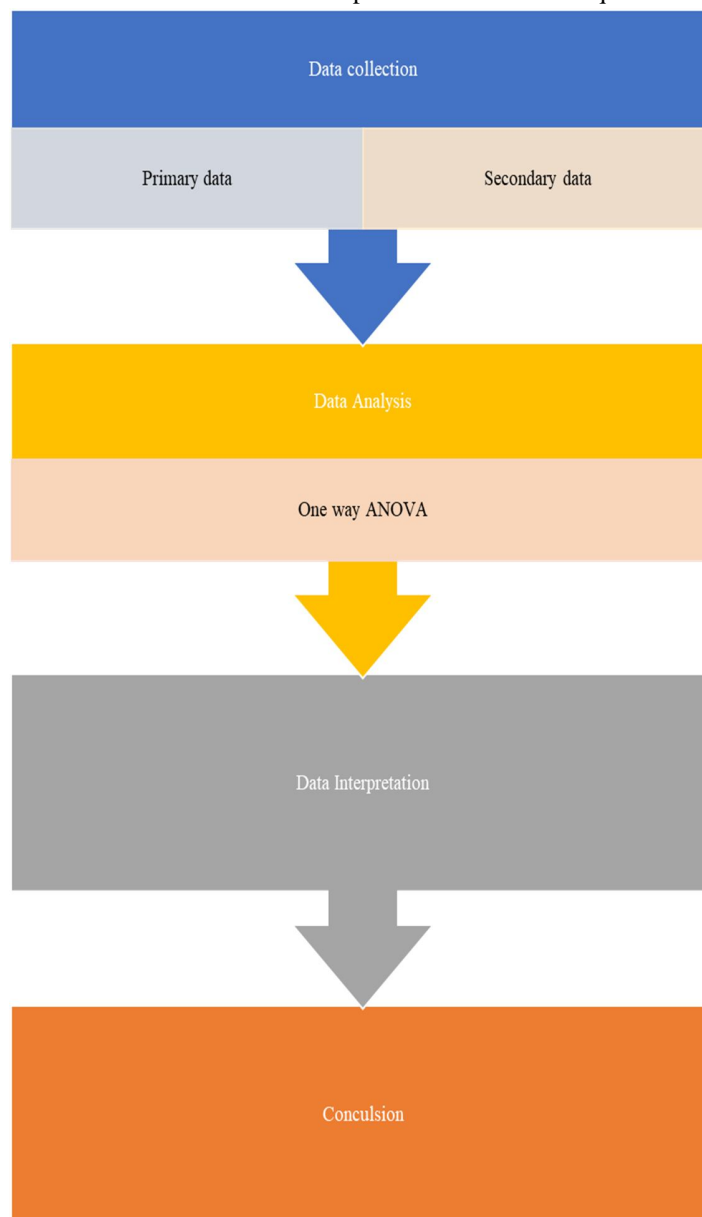 Data collection
Primary data
Secondary data
Data Analysis
One way ANOVA
Data Interpretation
Conculsion